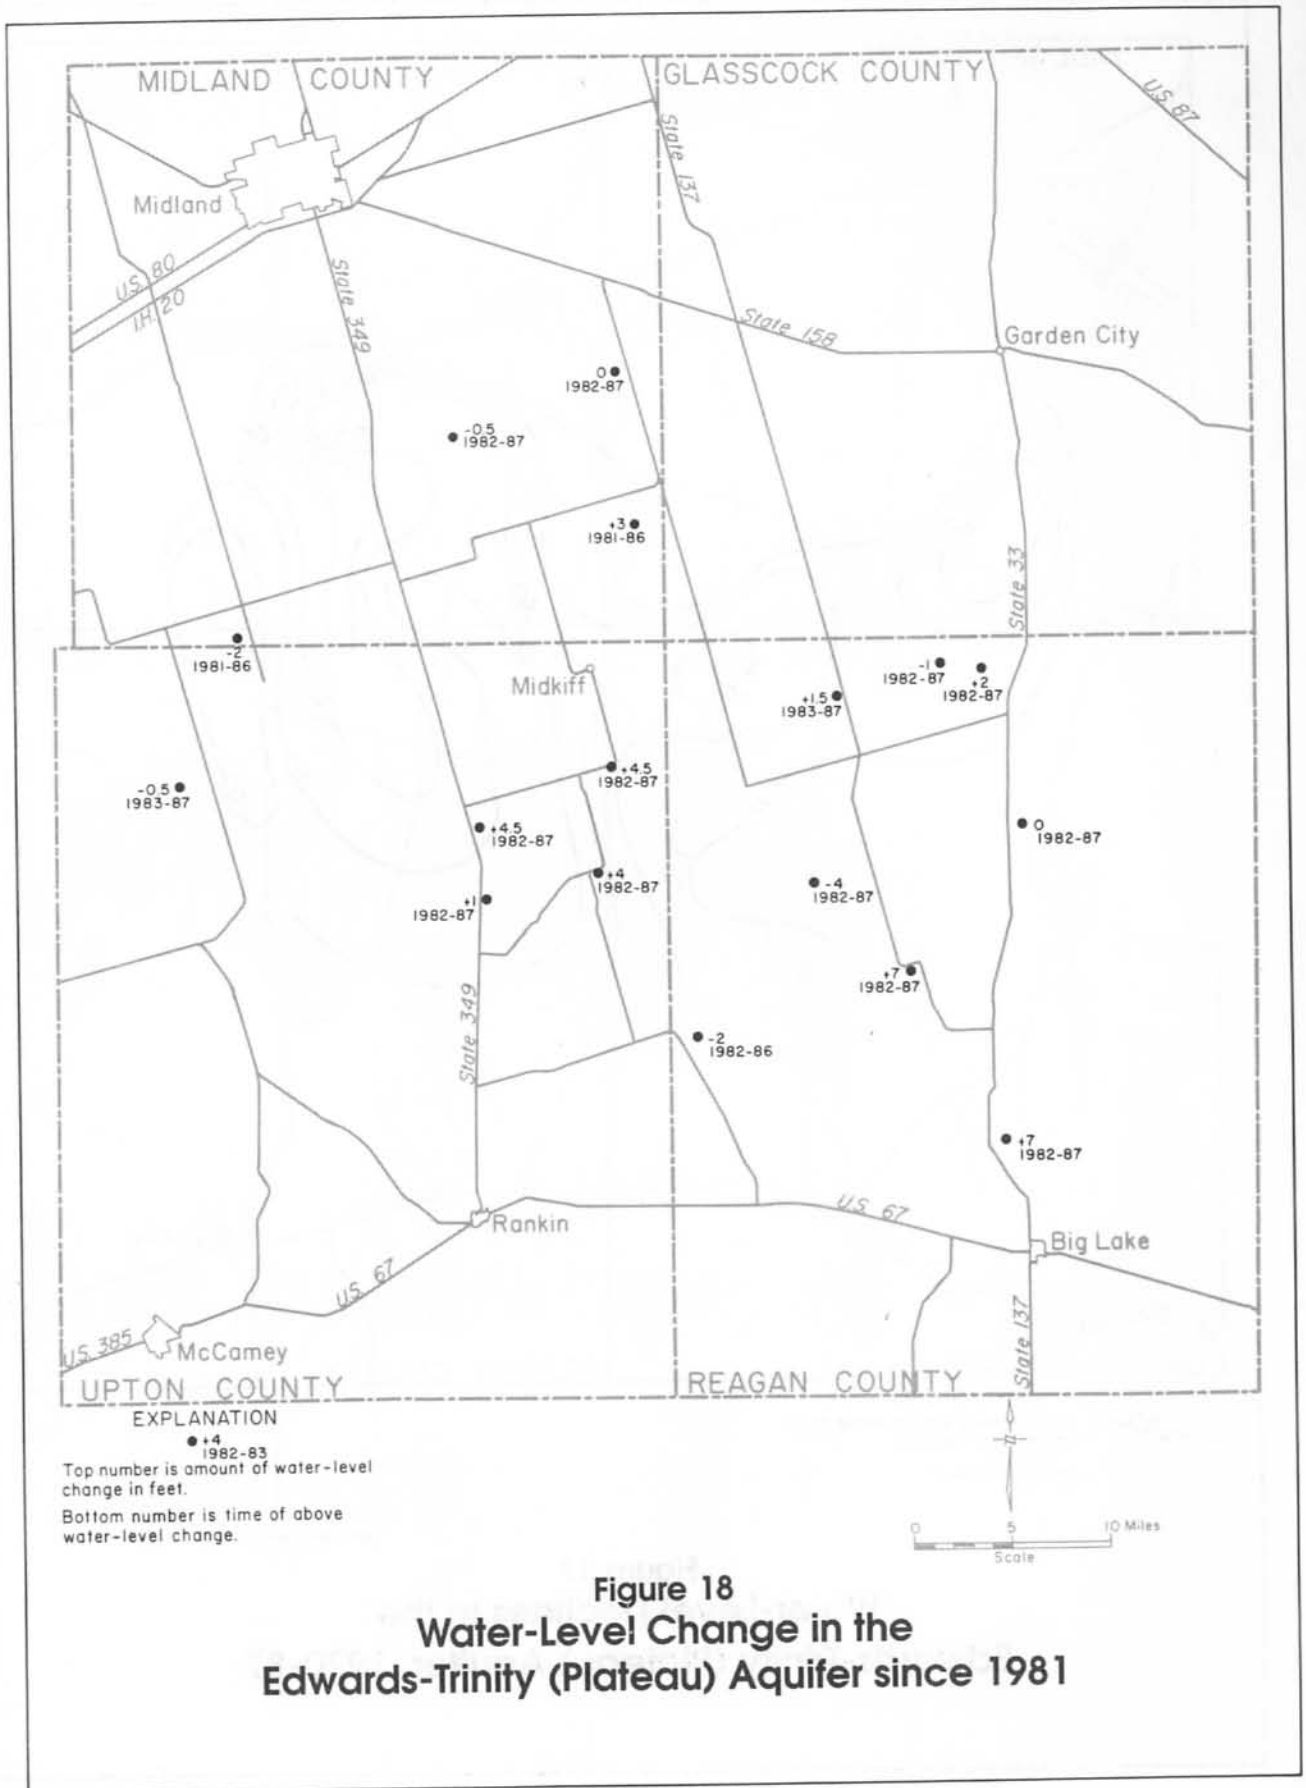 MIDLAND COUNTY
GLASSCOCK COUNTY
U.S. 87
State 137
Midland
U.S. 80
I.H. 20
State 349
State 158
Garden City
0
1982-87
-0.5
1982-87
+3
1981-86
State 33
-2
1981-86
Midkiff
-1
1982-87
+2
1982-87
+1.5
1983-87
+4.5
1982-87
-0.5
1983-87
+4.5
1982-87
0
1982-87
+4
1982-87
-4
1982-87
+1
1982-87
+7
1982-87
State 349
-2
1982-86
+7
1982-87
U.S. 67
Rankin
Big Lake
U.S. 67
State 137
U.S. 385
McCamey
UPTON COUNTY
REAGAN COUNTY
EXPLANATION
+4
1982-83
Top number is amount of water-level
change in feet.
Bottom number is time of above
water-level change.
n
0 5 10 Miles
Scale
Figure 18
Water-Level Change in the
Edwards-Trinity (Plateau) Aquifer since 1981